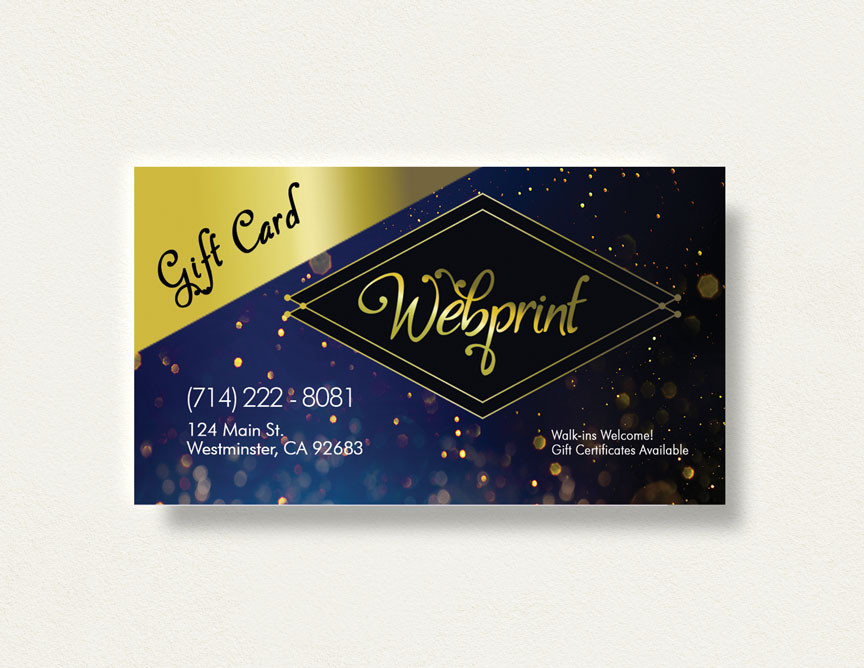 Gift Card
Webprint
(714) 222 - 8081
124 Main St.
Westminster, CA 92683
Walk-ins Welcome!
Gift Certificates Available